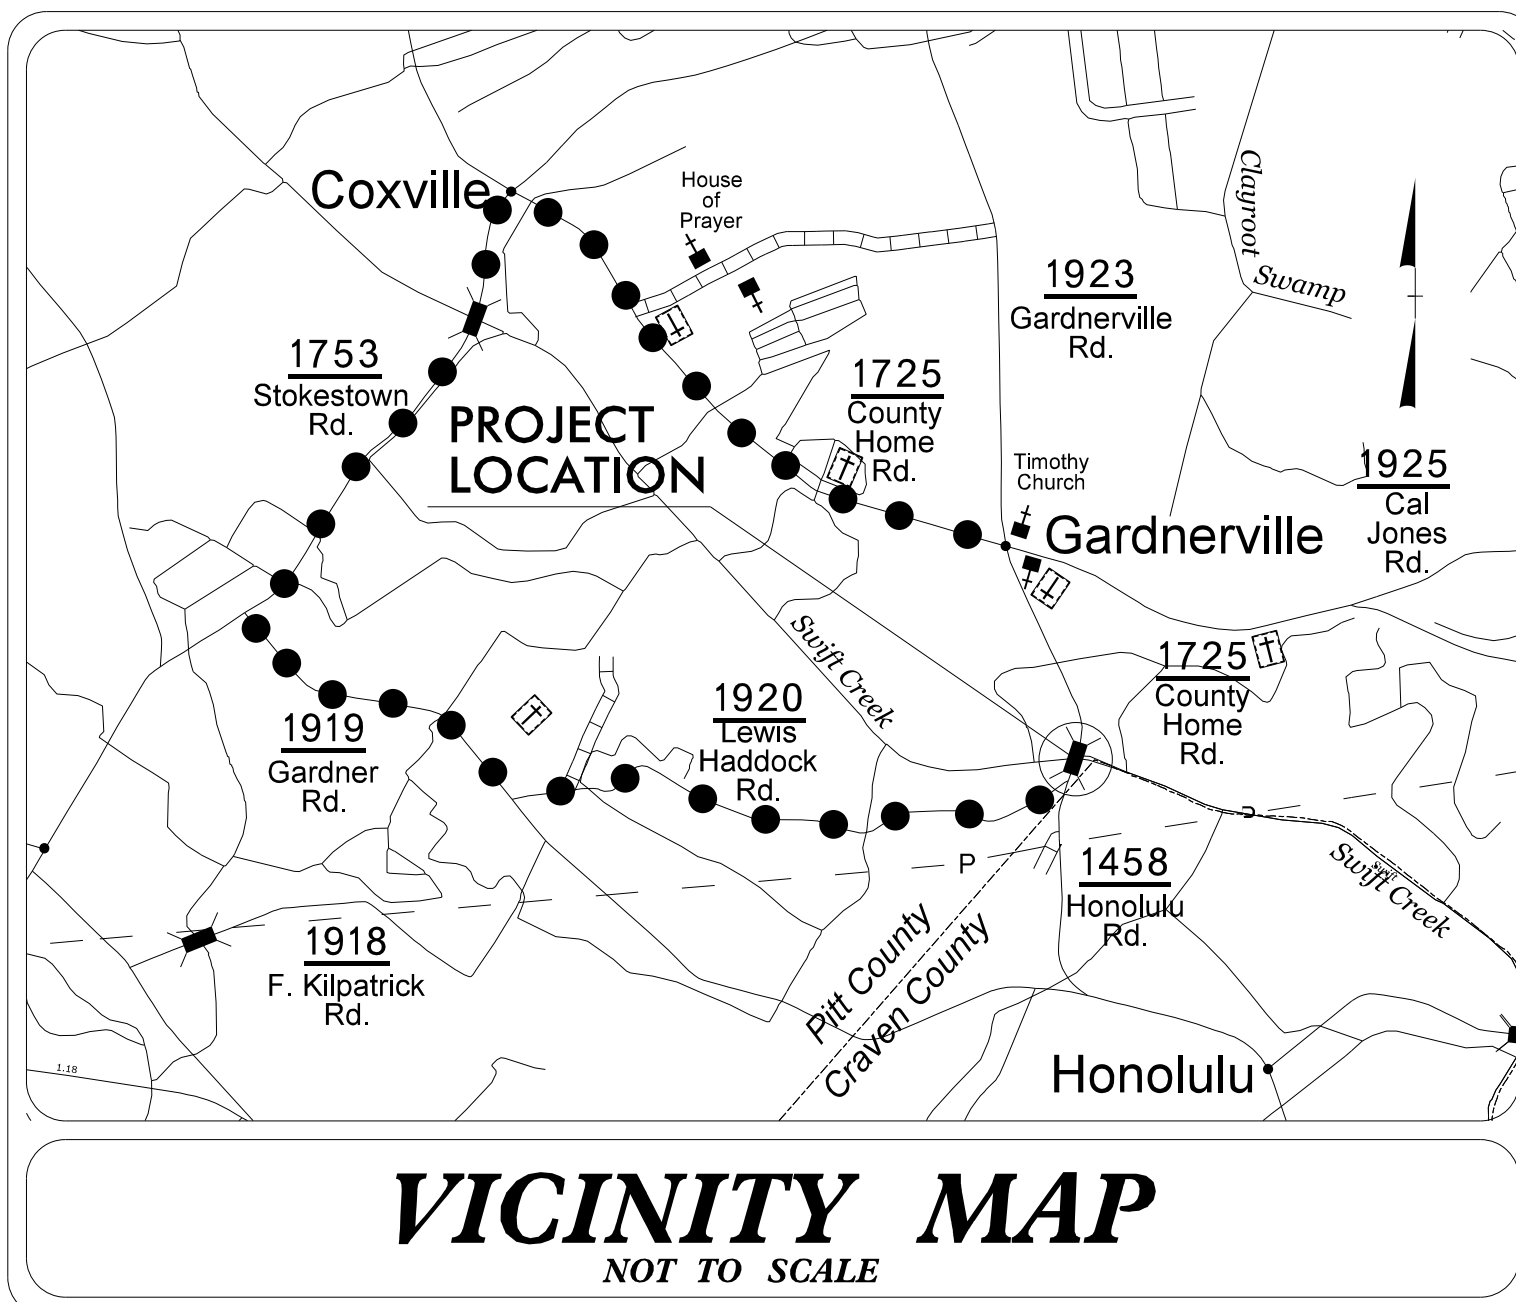 Coxville
House
of
Prayer
Clayroot
Swamp
1923
Gardnerville
Rd.
1753
Stokestown
Rd.
1725
County
Home
Rd.
PROJECT
LOCATION
Timothy
Church
1925
Cal
Jones
Rd.
Gardnerville
Swift Creek
1725
County
Home
Rd.
1919
Gardner
Rd.
1920
Lewis
Haddock
Rd.
P
1458
Honolulu
Rd.
Swift
Swift Creek
1918
F. Kilpatrick
Rd.
Pitt County
Craven County
Honolulu
1.18
VICINITY MAP
NOT TO SCALE